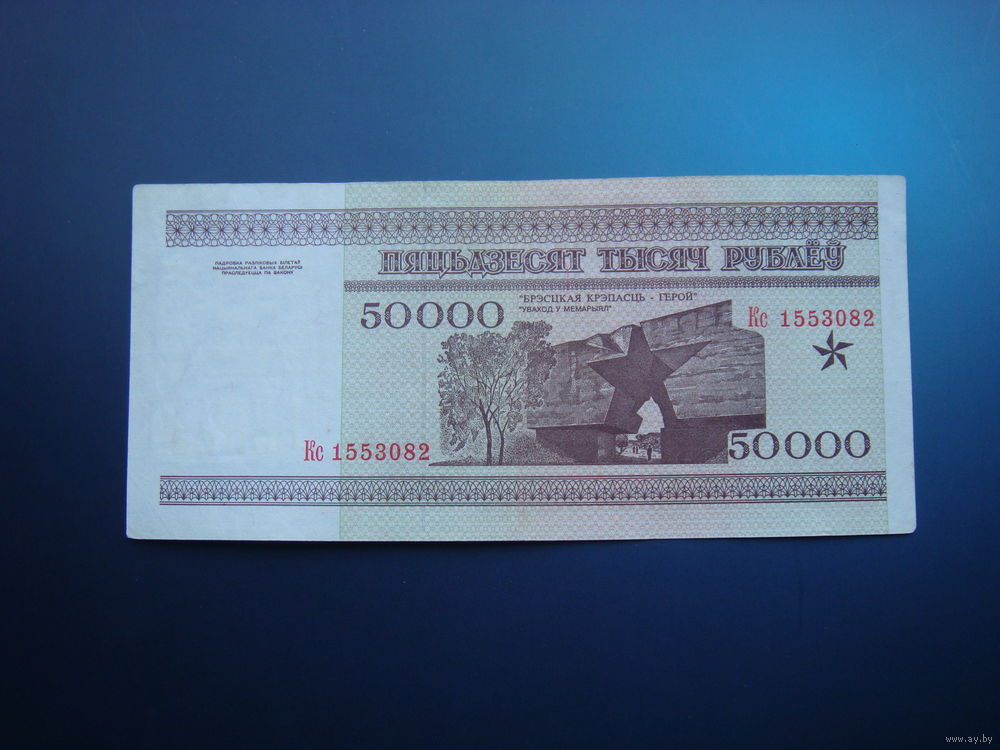 ПЯЦЬДЗЕСЯТ ТЫСЯЧ РУБЛЁЎ
ПАДРОБКА РАЗЛІКОВЫХ БІЛЕТАЎ
НАЦЫЯНАЛЬНАГА БАНКА БЕЛАРУСІ
ПРАСЛЕДУЕЦЦА ПА ЗАКОНУ
50000
"БРЭСЦКАЯ КРЭПАСЦЬ - ГЕРОЙ"
"УВАХОД У МЕМАРЫЯЛ"
Кс 1553082
Кс 1553082
50000
www.ay.by